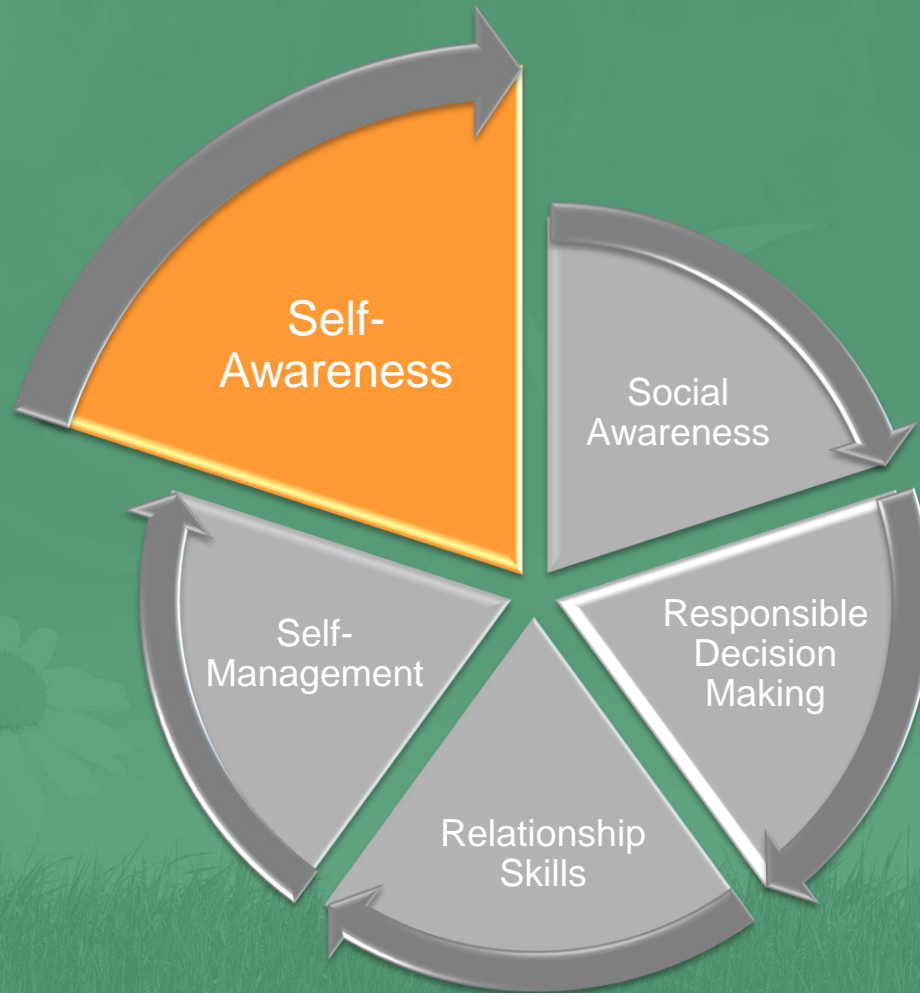 Self-
Awareness
Social
Awareness
Responsible
Decision
Making
Relationship
Skills
Self-
Management